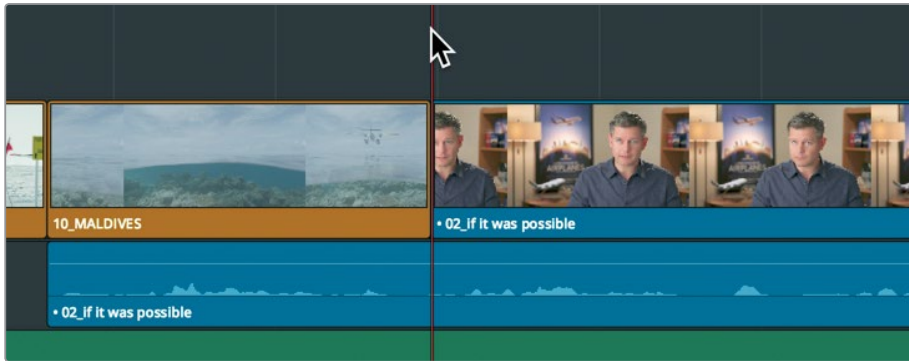 10_MALDIVES
• 02_if it was possible
• 02_if it was possible